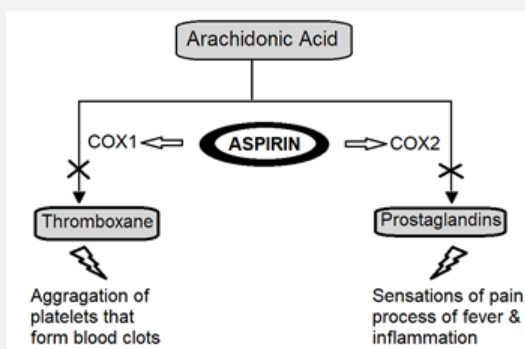 Arachidonic Acid
COX1
ASPIRIN
COX2
Thromboxane
Prostaglandins
Aggragation of
platelets that
form blood clots
Sensations of pain
process of fever &
inflammation